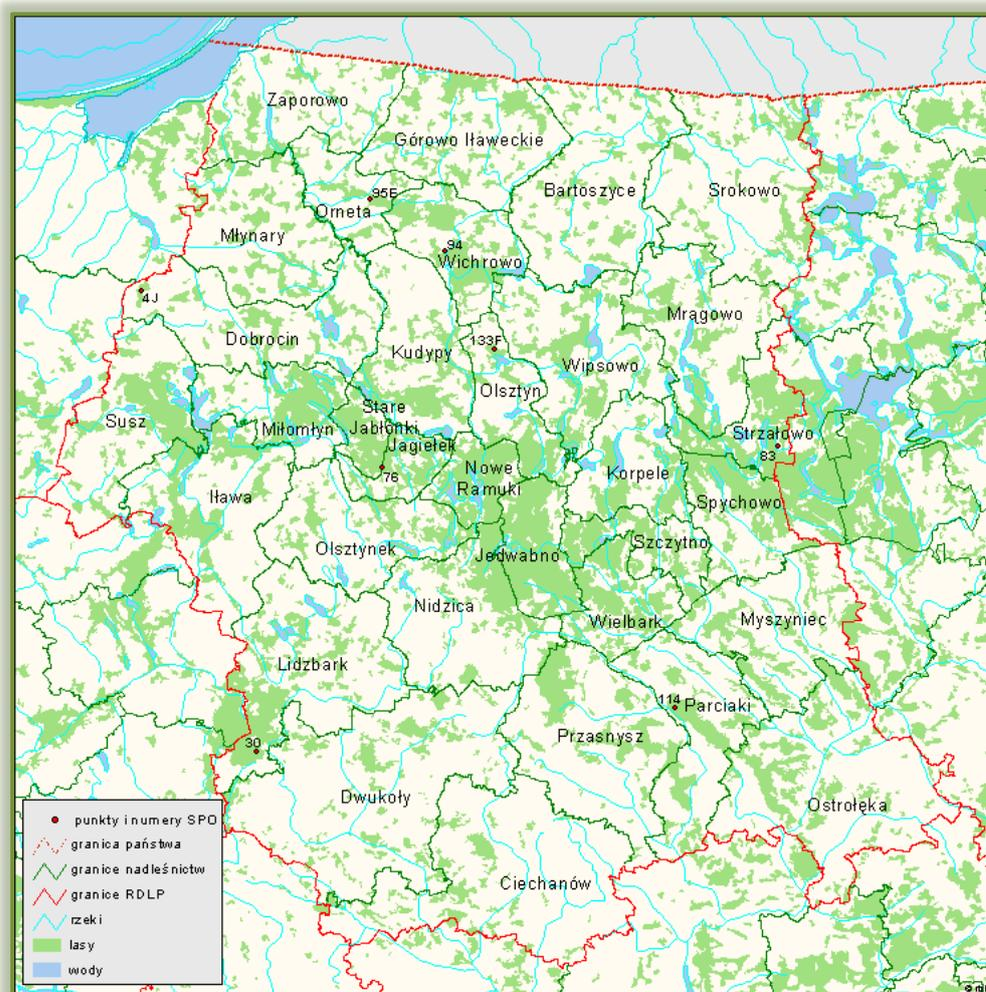 Zaporowo
Górowo Iławeckie
Bartoszyce
Srokowo
95E
Orneta
Młynary
94
Wichrowo
4J
Mrągowo
Dobrocin
133F
Kudypy
Wipsowo
Olsztyn
Stare
Jabłonki
Susz
Miłomłyn
Jagiełek
Strzałowo
83
Nowe
Ramuki
76
Korpele
Iława
Spychowo
Szczytno
Olsztynek
Jedwabno
Nidzica
Wielbark
Myszyniec
Lidzbark
114
Parciaki
Przasnysz
30
Dwukoły
Ostrołęka
Ciechanów
punkty i numery SPO
granica państwa
granice nadleśnictw
granice RDLP
rzeki
lasy
wody